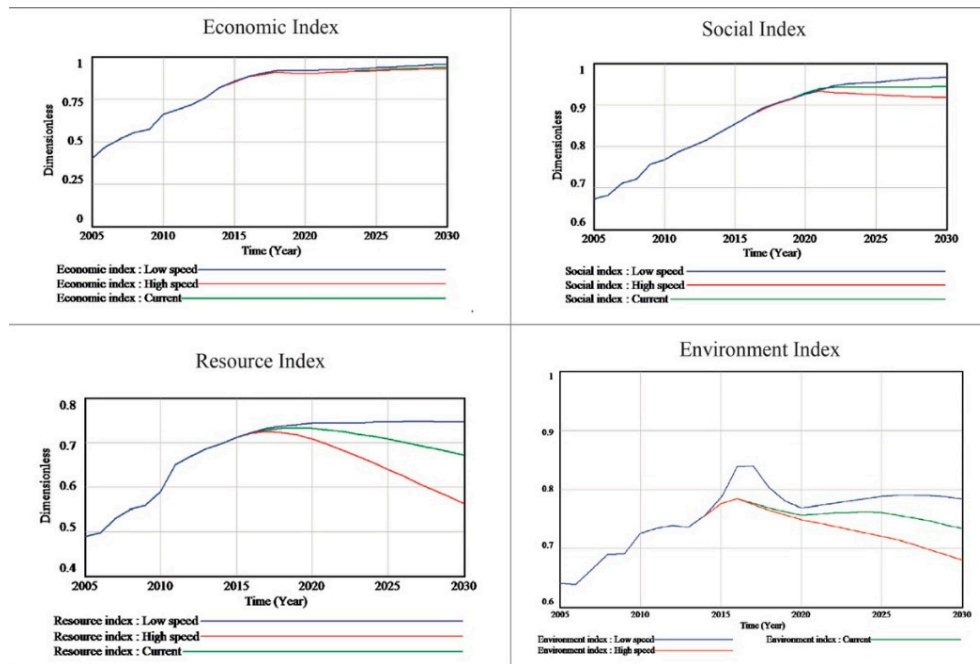 Economic Index
Dimensionless
1
0.75
0.5
0.25
0
2005 2010 2015 2020 2025 2030
Time (Year)
Economic index : Low speed
Economic index : High speed
Economic index : Current
Social Index
Dimensionless
1
0.9
0.8
0.7
0.6
2005 2010 2015 2020 2025 2030
Time (Year)
Social index : Low speed
Social index : High speed
Social index : Current
Resource Index
Dimensionless
0.8
0.7
0.6
0.5
0.4
2005 2010 2015 2020 2025 2030
Time (Year)
Resource index : Low speed
Resource index : High speed
Resource index : Current
Environment Index
Dimensionless
1
0.9
0.8
0.7
0.6
2005 2010 2015 2020 2025 2030
Time (Year)
Environment index : Low speed Environment index : Current
Environment index : High speed